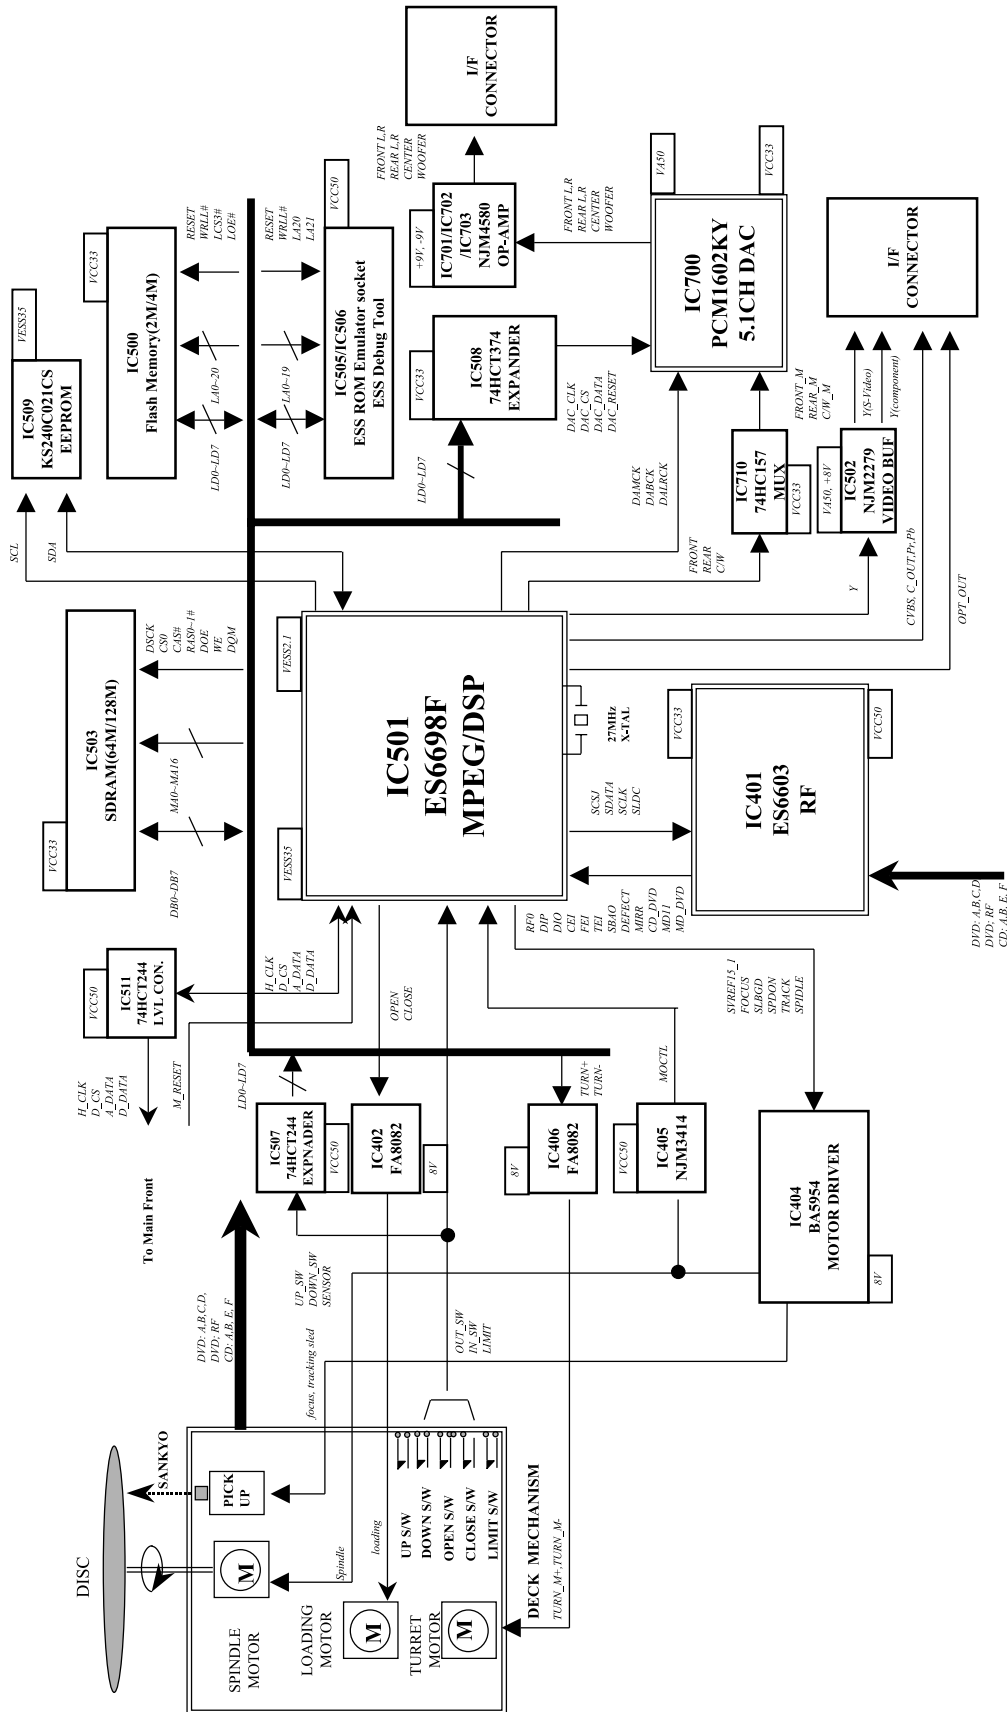 I/F
CONNECTOR
FRONT L,R
REAR L,R
CENTER
WOOFER
+9V, -9V
IC701/IC702
/IC703
NJM4580
OP-AMP
FRONT L,R
REAR L,R
CENTER
WOOFER
VA50
VCC33
IC700
PCM1602KY
5.1CH DAC
I/F
CONNECTOR
VCC50
RESET
WRLL#
LCS3#
LOE#
RESET
WRLL#
LA20
LA21
VCC33
IC500
Flash Memory(2M/4M)
LA0~20
LD0~LD7
LA0~19
LD0~LD7
IC505/IC506
ESS ROM Emulator socket
ESS Debug Tool
VESS35
IC509
KS240C021CS
EEPROM
SCL
SDA
VCC33
IC508
74HCT374
EXPANDER
LD0~LD7
DAC_CLK
DAC_CS
DAC_DATA
DAC_RESET
DAMCK
DABCK
DALRCK
FRONT_M
REAR_M
C/W_M
IC710
74HC157
MUX
VCC33
FRONT
REAR
C/W
Y(S-Video)
Y(component)
VA50, +8V
IC502
NJM2279
VIDEO BUF
Y
CVBS, C_OUT,Pr,Pb
OPT_OUT
IC503
SDRAM(64M/128M)
VCC33
DSCK
CS0
CAS#
RAS0~1#
DOE
WE
DQM
MA0~MA16
DB0~DB7
VESS2.1
VESS35
IC501
ES6698F
MPEG/DSP
27MHz
X-TAL
SCSJ
SDATA
SCLK
SLDC
VCC33
VCC50
IC401
ES6603
RF
RF0
DIP
DIO
CEI
FEI
TEI
SBAO
DEFECT
MIRR
CD_DVD
MD11
MD_DVD
DVD: A,B,C,D
DVD; RF
CD; A,B, E, F
VCC50
IC511
74HCT244
LVL CON.
H_CLK
D_CS
A_DATA
D_DATA
M_RESET
H_CLK
D_CS
A_DATA
D_DATA
To Main Front
OPEN
CLOSE
LD0~LD7
IC507
74HCT244
EXPNADER
VCC50
IC402
FA8082
8V
TURN+
TURN-
IC406
FA8082
8V
MOCTL
IC405
NJM3414
VCC50
SVREF15_1
FOCUS
SLBGD
SPDON
TRACK
SPIDLE
IC404
BA5954
MOTOR DRIVER
8V
UP_SW
DOWN_SW
SENSOR
OUT_SW
IN_SW
LIMIT
DVD: A,B,C,D,
DVD; RF
CD; A,B, E, F
focus, tracking sled
DISC
SANKYO
PICK
UP
M
SPINDLE
MOTOR
Spindle
LOADING
MOTOR
M
loading
TURRET
MOTOR
M
UP S/W
DOWN S/W
OPEN S/W
CLOSE S/W
LIMIT S/W
DECK MECHANISM
TURN_M+,TURN_M-